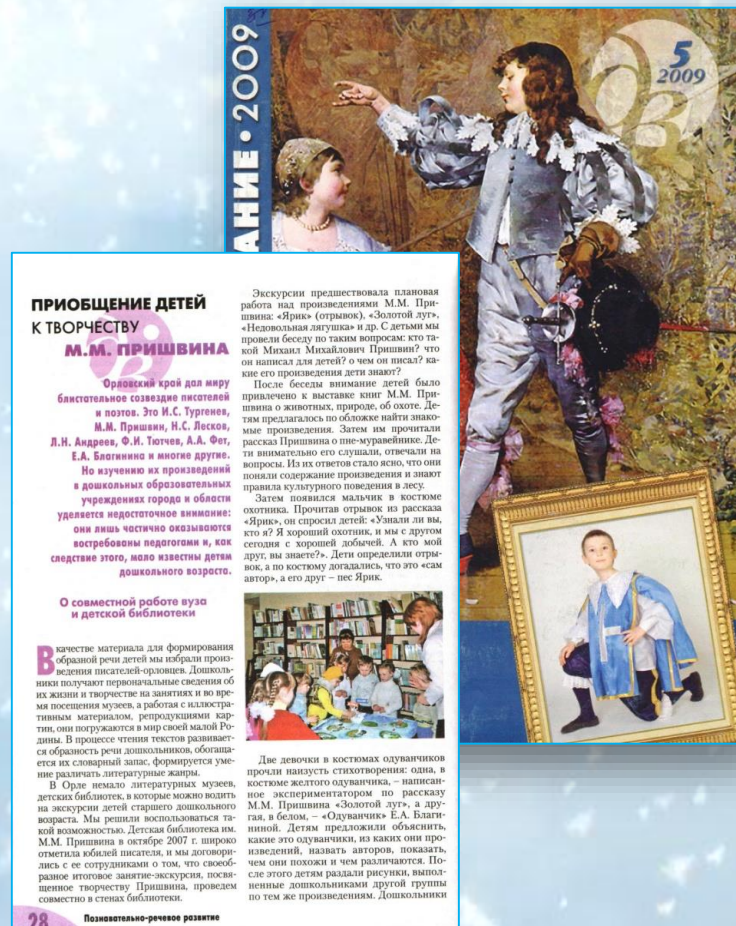 АНИЕ • 2009
5
2009
ПРИОБЩЕНИЕ ДЕТЕЙ
К ТВОРЧЕСТВУ
М.М. ПРИШВИНА
Орловский край дал миру
блистательное созвездие писателей
и поэтов. Это И.С. Тургенев,
М.М. Пришвин, Н.С. Лесков,
Л.Н. Андреев, Ф.И. Тютчев, А.А. Фет,
Е.А. Благинина и многие другие.
Но изучению их произведений
в дошкольных образовательных
учреждениях города и области
уделяется недостаточное внимание:
они лишь частично оказываются
востребованы педагогами и, как
следствие этого, мало известны детям
дошкольного возраста.
О совместной работе вуза
и детской библиотеки
В качестве материала для формирования
образной речи детей мы избрали произ-
ведения писателей-орловцев. Дошколь-
ники получают первоначальные сведения об
их жизни и творчестве на занятиях и во вре-
мя посещения музеев, а работая с иллюстра-
тивным материалом, репродукциями кар-
тин, они погружаются в мир своей малой Ро-
дины. В процессе чтения текстов развивает-
ся образность речи дошкольников, обогаща-
ется их словарный запас, формируется уме-
ние различать литературные жанры.
В Орле немало литературных музеев,
детских библиотек, в которые можно водить
на экскурсии детей старшего дошкольного
возраста. Мы решили воспользоваться та-
кой возможностью. Детская библиотека им.
М.М. Пришвина в октябре 2007 г. широко
отметила юбилей писателя, и мы договори-
лись с ее сотрудниками о том, что своеоб-
разное итоговое занятие-экскурсия, посвя-
щенное творчеству Пришвина, проведем
совместно в стенах библиотеки.
Экскурсии предшествовала плановая
работа над произведениями М.М. При-
швина: «Ярик» (отрывок), «Золотой луг»,
«Недовольная лягушка» и др. С детьми мы
провели беседу по таким вопросам: кто та-
кой Михаил Михайлович Пришвин? что
он написал для детей? о чем он писал? ка-
кие его произведения дети знают?
После беседы внимание детей было
привлечено к выставке книг М.М. При-
швина о животных, природе, об охоте. Де-
тям предлагалось по обложке найти знако-
мые произведения. Затем им прочитали
рассказ Пришвина о пне-муравейнике. Де-
ти внимательно его слушали, отвечали на
вопросы. Из их ответов стало ясно, что они
поняли содержание произведения и знают
правила культурного поведения в лесу.
Затем появился мальчик в костюме
охотника. Прочитав отрывок из рассказа
«Ярик», он спросил детей: «Узнали ли вы,
кто я? Я хороший охотник, и мы с другом
сегодня с хорошей добычей. А кто мой
друг, вы знаете?». Дети определили отры-
вок, а по костюму догадались, что это «сам
автор», а его друг – пес Ярик.
Две девочки в костюмах одуванчиков
прочли наизусть стихотворения: одна, в
костюме желтого одуванчика, – написан-
ное экспериментатором по рассказу
М.М. Пришвина «Золотой луг», а дру-
гая, в белом, – «Одуванчик» Е.А. Благи-
ниной. Детям предложили объяснить,
какие это одуванчики, из каких они про-
изведений, назвать авторов, показать,
чем они похожи и чем различаются. По-
сле этого детям раздали рисунки, выпол-
ненные дошкольниками другой группы
по тем же произведениям. Дошкольники
28
Познавательно-речевое развитие